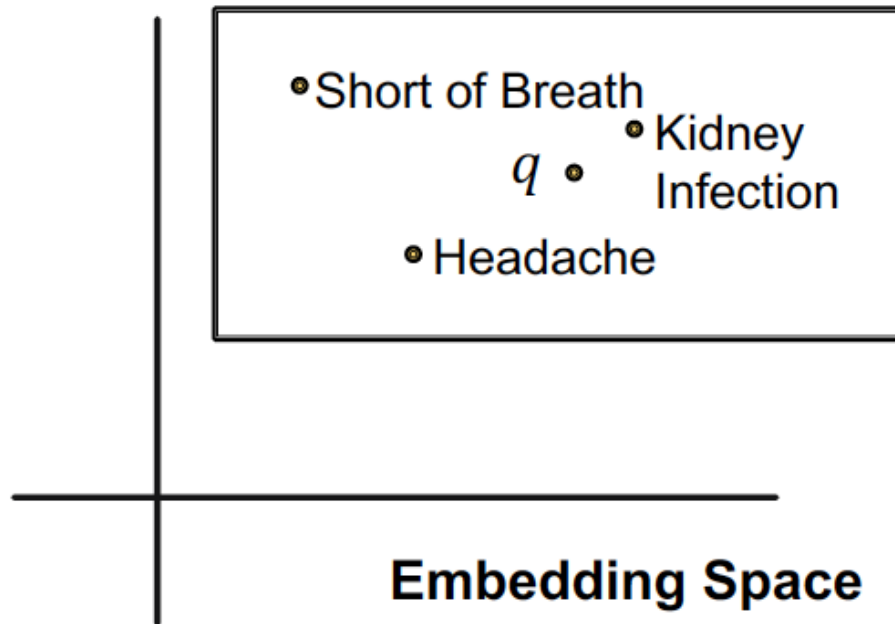 Short of Breath
Kidney
Infection
q
Headache
Embedding Space